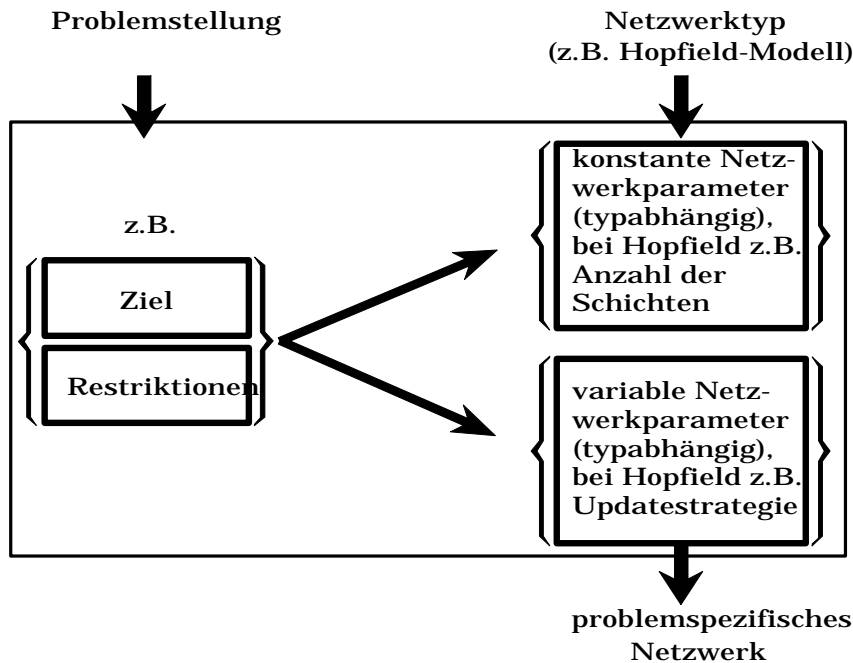 Problemstellung
Netzwerktyp
(z.B. Hopfield-Modell)
z.B.
Ziel
Restriktionen
konstante Netz-
werkparameter
(typabhängig),
bei Hopfield z.B.
Anzahl der
Schichten
variable Netz-
werkparameter
(typabhängig),
bei Hopfield z.B.
Updatestrategie
problemspezifisches
Netzwerk